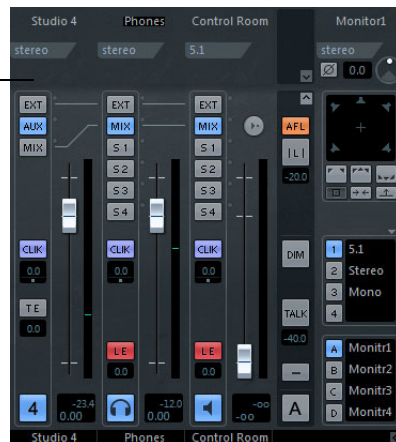 Studio 4 Phones Control Room Monitor1
stereo stereo 5.1 stereo
Ø 0.0
EXT EXT EXT
AUX MIX MIX AFL
MIX S 1 S 1
S 2 S 2 ILI
S 3 S 3 -20.0
S 4 S 4
CLIK CLIK CLIK DIM 1 5.1
0.0 0.0 0.0 2 Stereo
3 Mono
T E TALK 4
0.0 -40.0
L E L E A Monitr1
0.0 0.0 B Monitr2
C Monitr3
4 -23.4 -12.0 -oo A D Monitr4
0.00 0.00 -oo
Studio 4 Phones Control Room